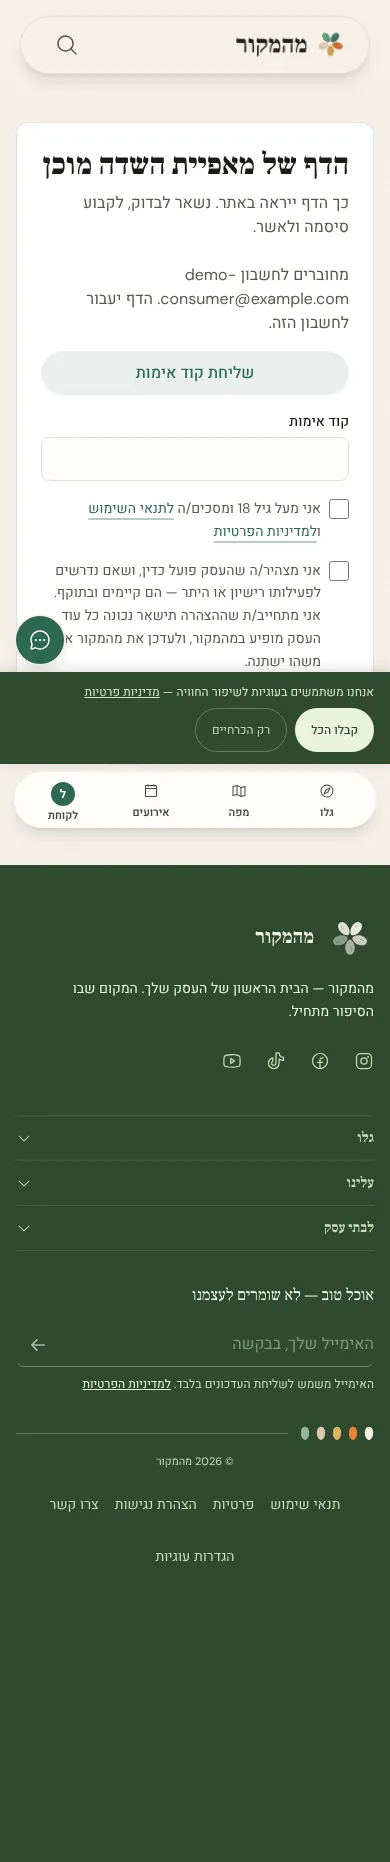 מהמקור
הדף של מאפיית השדה מוכן
כך הדף ייראה באתר. נשאר לבדוק, לקבוע
סיסמה ולאשר.
מחוברים לחשבון demo-
consumer@example.com. הדף יעבור
לחשבון הזה.
שליחת קוד אימות
קוד אימות
אני מעל גיל 18 ומסכים/ה לתנאי השימוש
ולמדיניות הפרטיות
אני מצהיר/ה שהעסק פועל כדין, ושאם נדרשים
לפעילותו רישיון או היתר — הם קיימים ובתוקף.
אני מתחייב/ת שההצהרה תישאר נכונה כל עוד
העסק מופיע במהמקור, ולעדכן את מהמקור
משהו ישתנה.
אנחנו משתמשים בעוגיות לשיפור החוויה — מדיניות פרטיות
קבלו הכל
רק הכרחיים
גלו
מפה
אירועים
ל
לקוחת
מהמקור
מהמקור — הבית הראשון של העסק שלך. המקום שבו
הסיפור מתחיל.
גלו
עלינו
לבתי עסק
אוכל טוב — לא שומרים לעצמנו
האימייל שלך, בבקשה
האימייל משמש לשליחת העדכונים בלבד. למדיניות הפרטיות
© 2026 מהמקור
תנאי שימוש
פרטיות
הצהרת נגישות
צרו קשר
הגדרות עוגיות